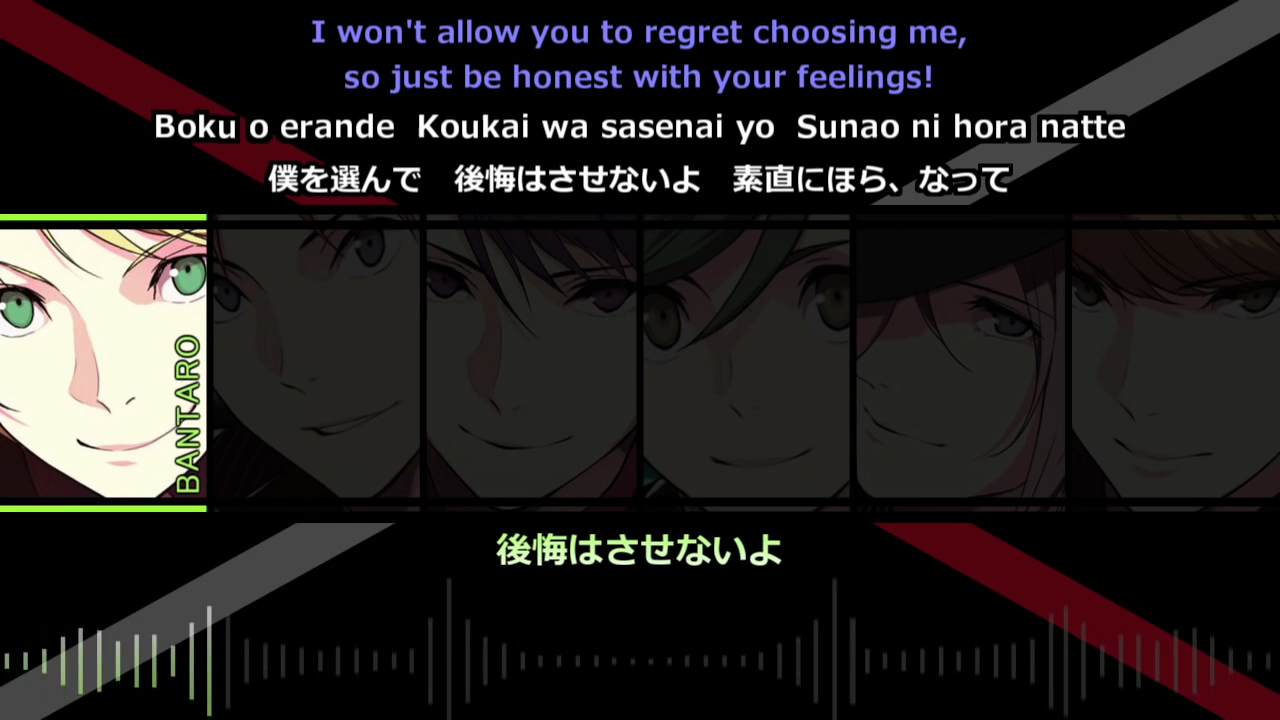 I won't allow you to regret choosing me,
so just be honest with your feelings!
Boku o erande  Koukai wa sasenai yo  Sunao ni hora natte
僕を選んで　後悔はさせないよ　素直にほら、なって
BANTARO
後悔はさせないよ